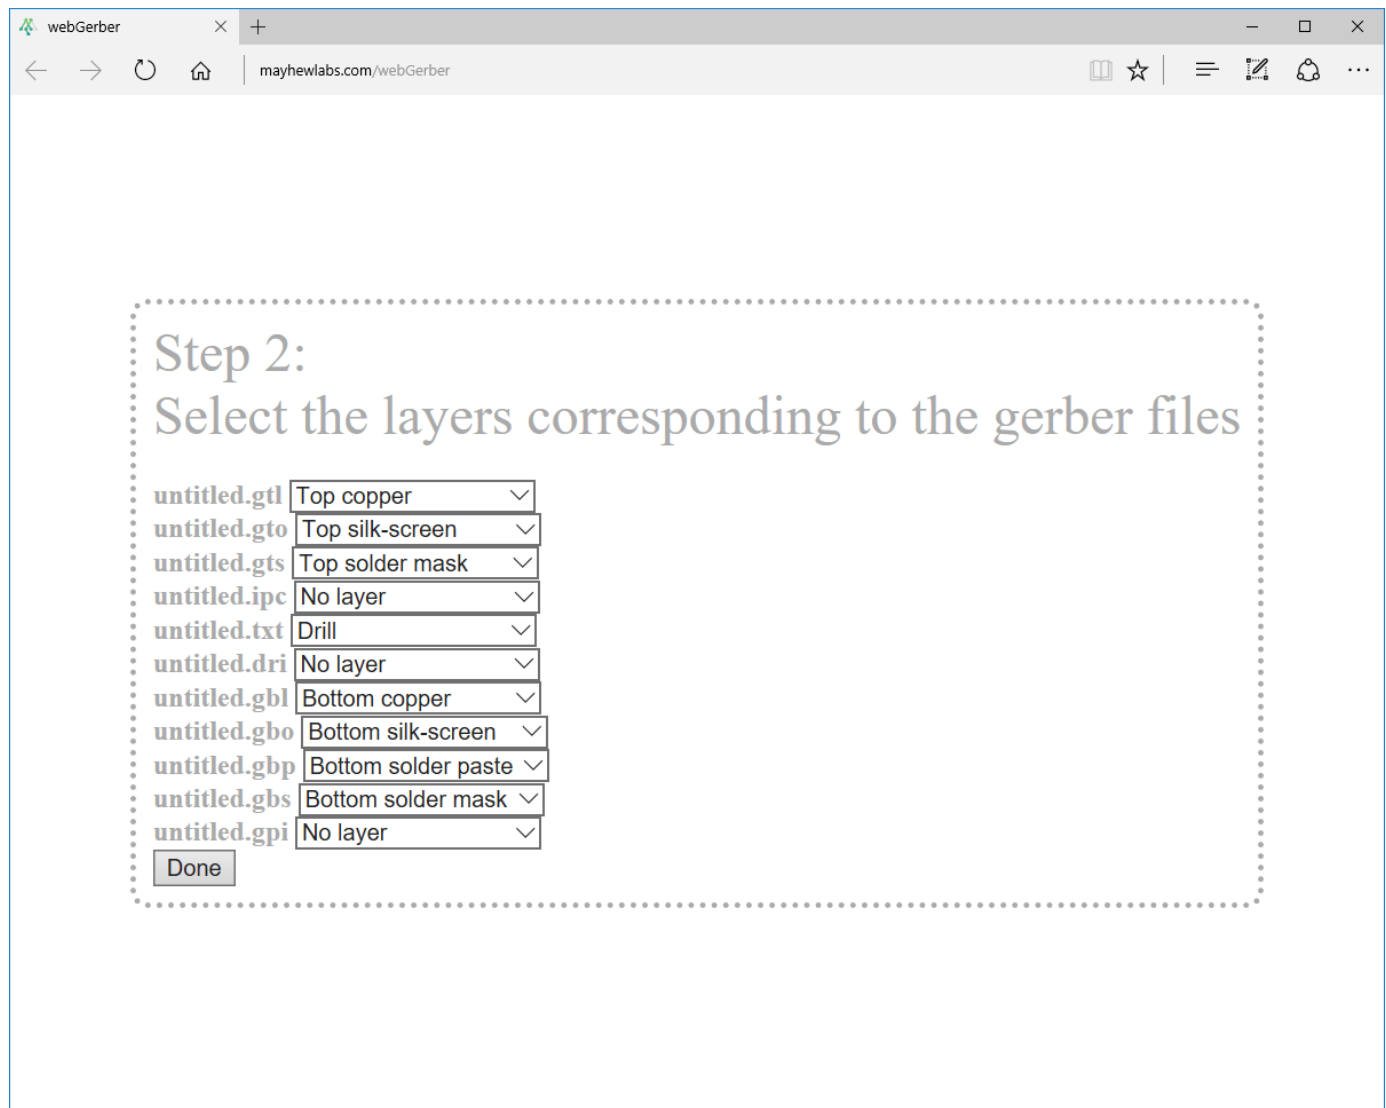 webGerber
mayhewlabs.com/webGerber
Step 2:
Select the layers corresponding to the gerber files
untitled.gtl Top copper
untitled.gto Top silk-screen
untitled.gts Top solder mask
untitled.ipc No layer
untitled.txt Drill
untitled.dri No layer
untitled.gbl Bottom copper
untitled.gbo Bottom silk-screen
untitled.gbp Bottom solder paste
untitled.gbs Bottom solder mask
untitled.gpi No layer
Done